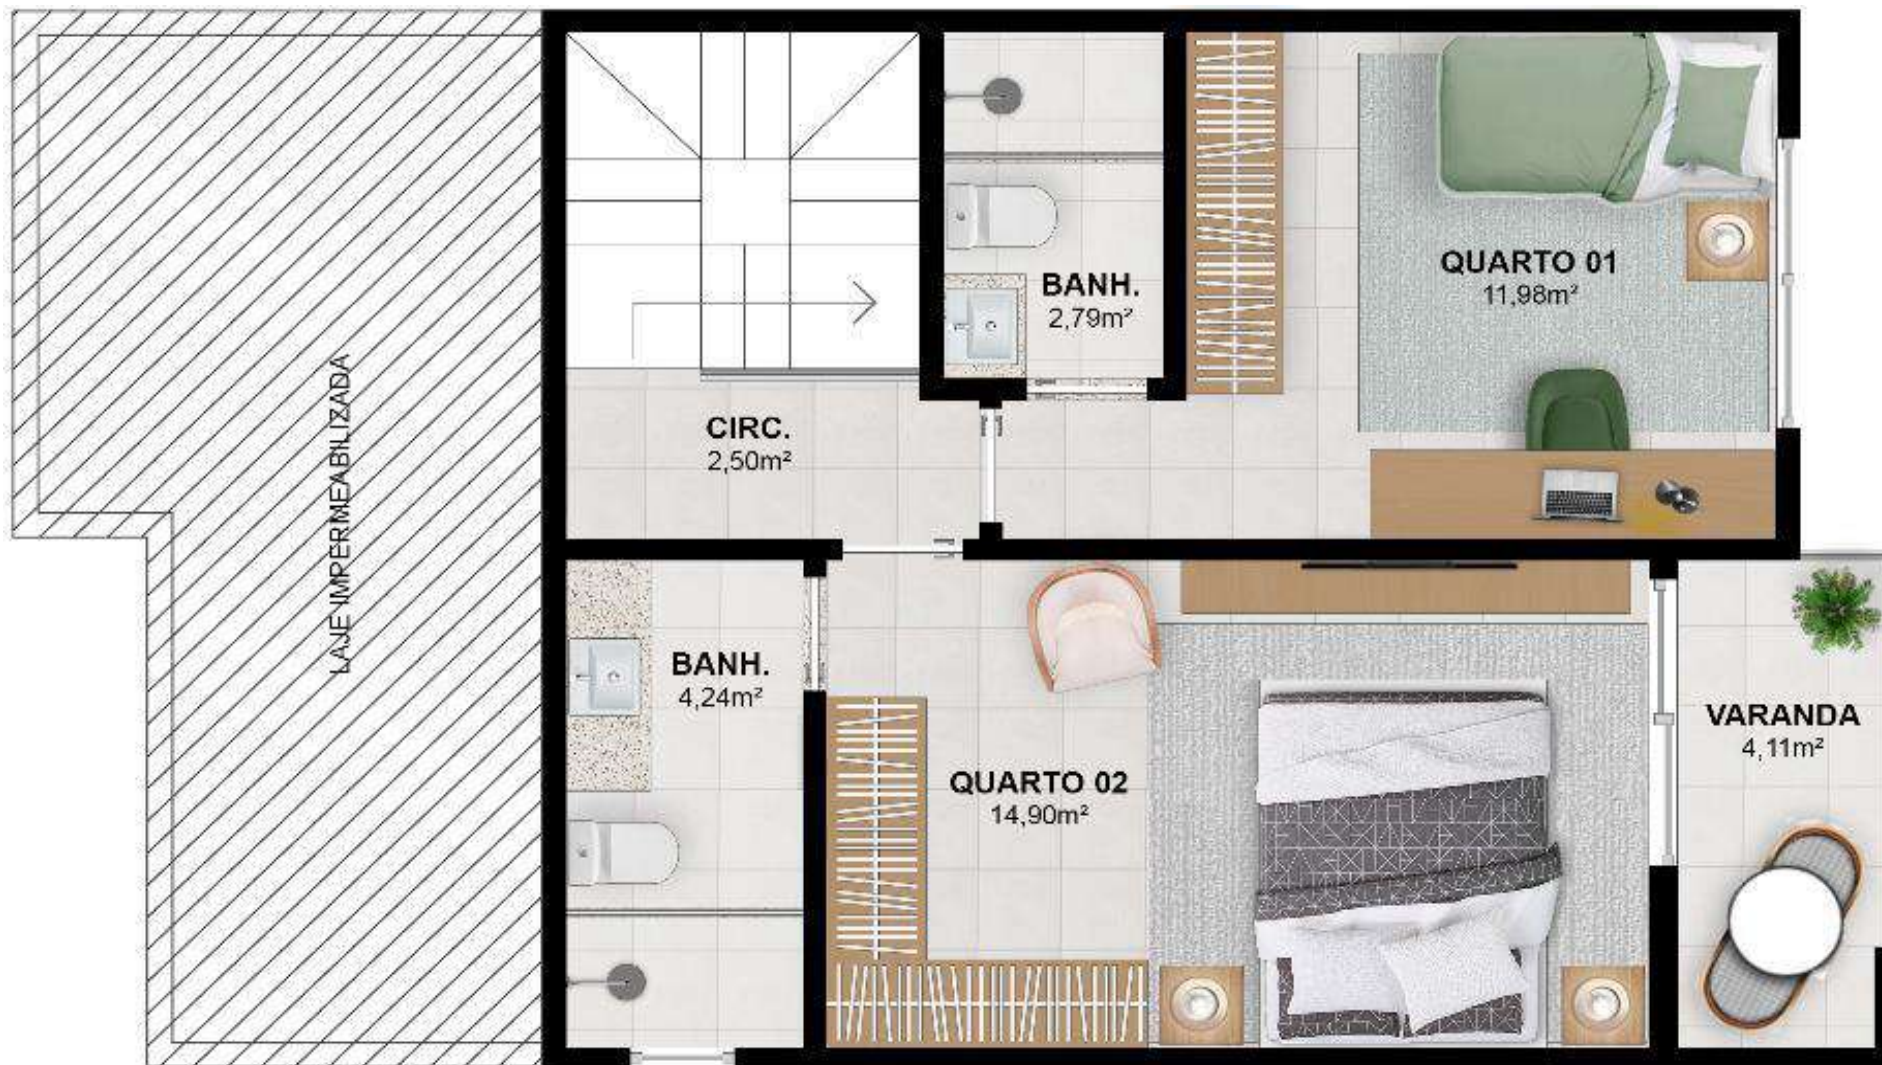 LAJE IMPERMEABILIZADA
BANH.
2,79m²
QUARTO 01
11,98m²
CIRC.
2,50m²
BANH.
4,24m²
QUARTO 02
14,90m²
VARANDA
4,11m²